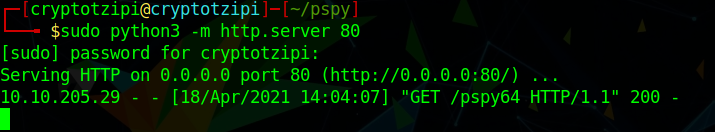 ┌─[cryptotzipi@cryptotzipi]─[~/pspy]
└──╼ $sudo python3 -m http.server 80
[sudo] password for cryptotzipi:
Serving HTTP on 0.0.0.0 port 80 (http://0.0.0.0:80/) ...
10.10.205.29 - - [18/Apr/2021 14:04:07] "GET /pspy64 HTTP/1.1" 200 -